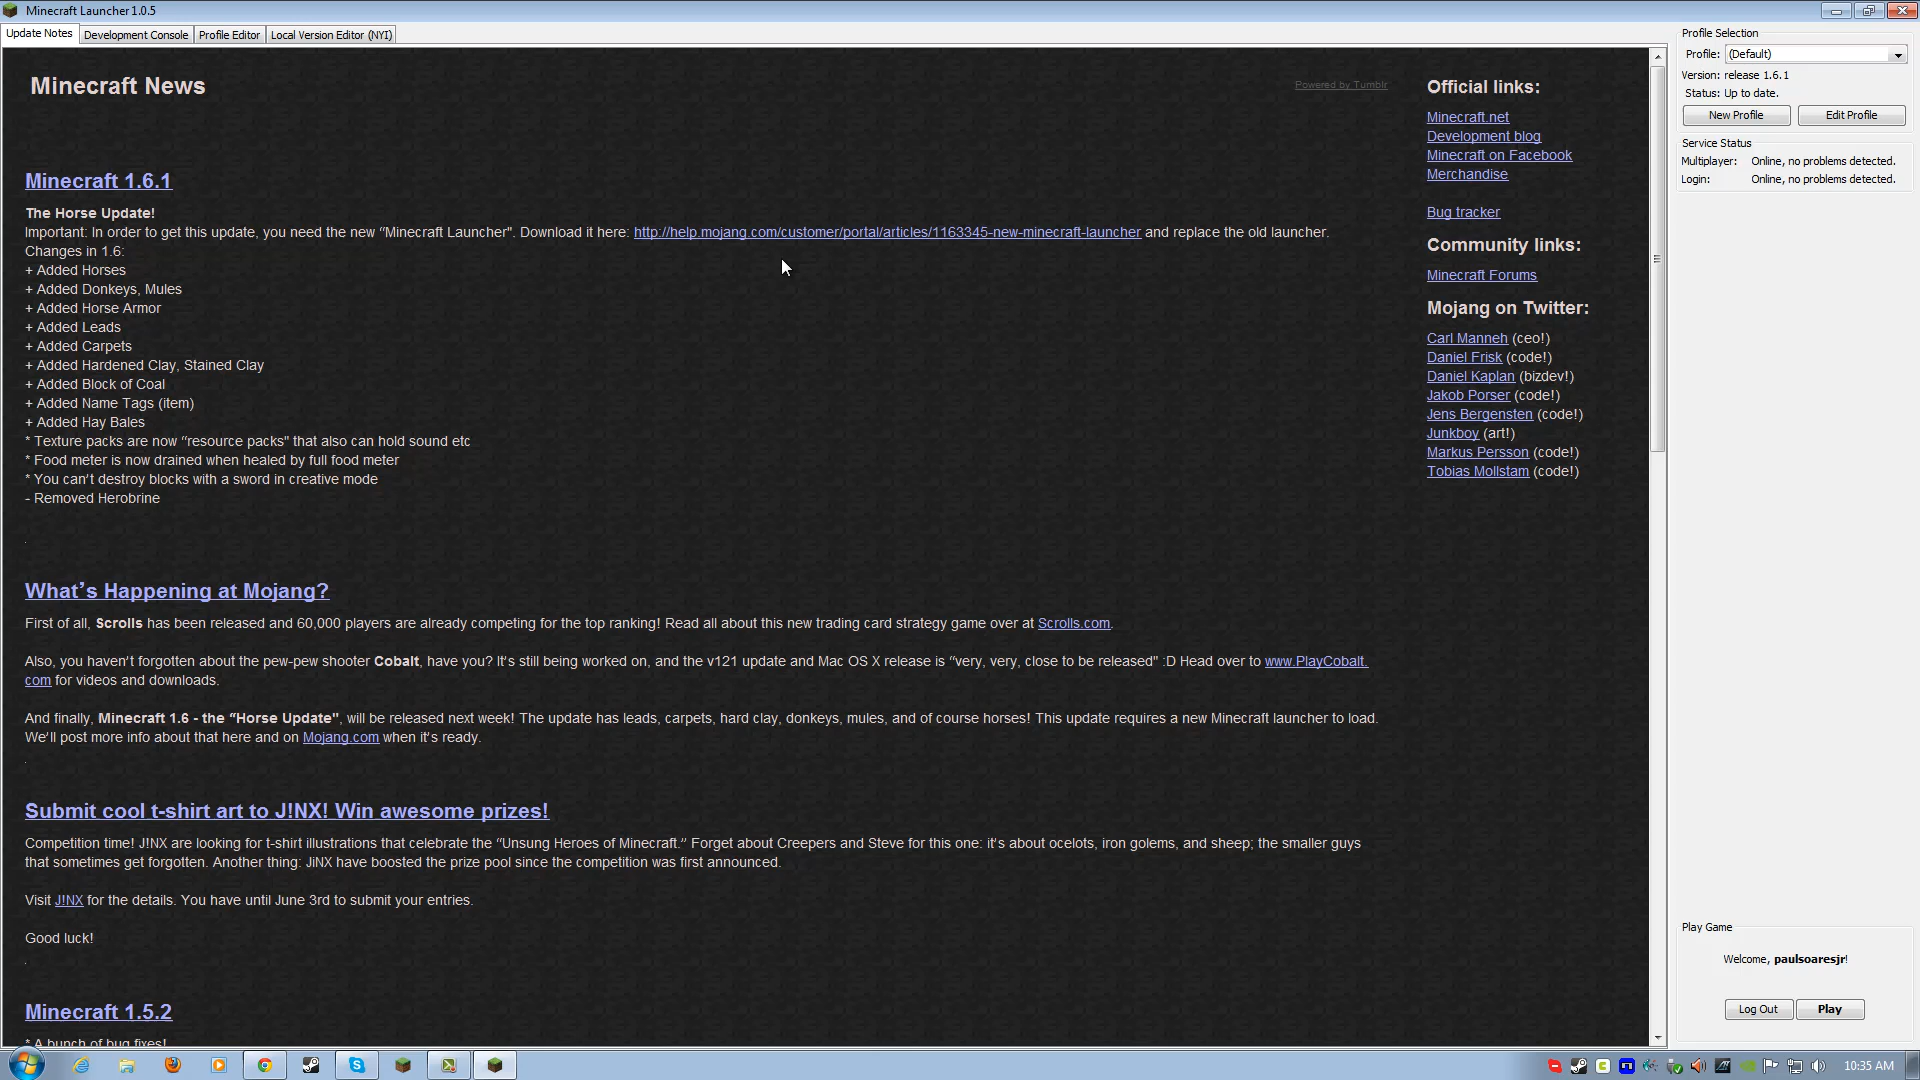 Minecraft Launcher 1.0.5
Update Notes
Development Console
Profile Editor
Local Version Editor (NYI)
Minecraft News
Powered by Tumblr
Minecraft 1.6.1
The Horse Update!
Important: In order to get this update, you need the new “Minecraft Launcher". Download it here: http://help.mojang.com/customer/portal/articles/1163345-new-minecraft-launcher and replace the old launcher.
Changes in 1.6:
+ Added Horses
+ Added Donkeys, Mules
+ Added Horse Armor
+ Added Leads
+ Added Carpets
+ Added Hardened Clay, Stained Clay
+ Added Block of Coal
+ Added Name Tags (item)
+ Added Hay Bales
* Texture packs are now “resource packs" that also can hold sound etc
* Food meter is now drained when healed by full food meter
* You can't destroy blocks with a sword in creative mode
- Removed Herobrine
What's Happening at Mojang?
First of all, Scrolls has been released and 60,000 players are already competing for the top ranking! Read all about this new trading card strategy game over at Scrolls.com.
Also, you haven't forgotten about the pew-pew shooter Cobalt, have you? It's still being worked on, and the v121 update and Mac OS X release is “very, very, close to be released" :D Head over to www.PlayCobalt.
com for videos and downloads.
And finally, Minecraft 1.6 - the “Horse Update", will be released next week! The update has leads, carpets, hard clay, donkeys, mules, and of course horses! This update requires a new Minecraft launcher to load.
We'll post more info about that here and on Mojang.com when it's ready.
Submit cool t-shirt art to J!NX! Win awesome prizes!
Competition time! J!NX are looking for t-shirt illustrations that celebrate the “Unsung Heroes of Minecraft.” Forget about Creepers and Steve for this one: it's about ocelots, iron golems, and sheep; the smaller guys
that sometimes get forgotten. Another thing: JiNX have boosted the prize pool since the competition was first announced.
Visit J!NX for the details. You have until June 3rd to submit your entries.
Good luck!
Minecraft 1.5.2
* A bunch of bug fixes!
Official links:
Minecraft.net
Development blog
Minecraft on Facebook
Merchandise
Bug tracker
Community links:
Minecraft Forums
Mojang on Twitter:
Carl Manneh (ceo!)
Daniel Frisk (code!)
Daniel Kaplan (bizdev!)
Jakob Porser (code!)
Jens Bergensten (code!)
Junkboy (art!)
Markus Persson (code!)
Tobias Mollstam (code!)
Profile Selection
Profile: (Default)
Version: release 1.6.1
Status: Up to date.
New Profile
Edit Profile
Service Status
Multiplayer: Online, no problems detected.
Login: Online, no problems detected.
Play Game
Welcome, paulsoaresjr!
Log Out
Play
10:35 AM